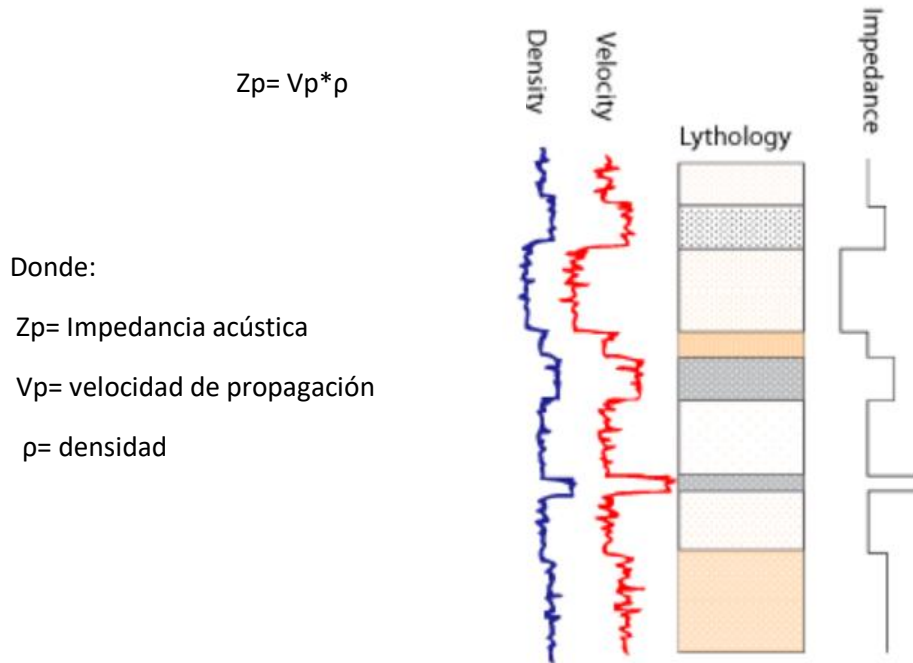 Zp= Vp*ρ
Donde:
Zp= Impedancia acústica
Vp= velocidad de propagación
ρ= densidad
Density
Velocity
Lythology
Impedance